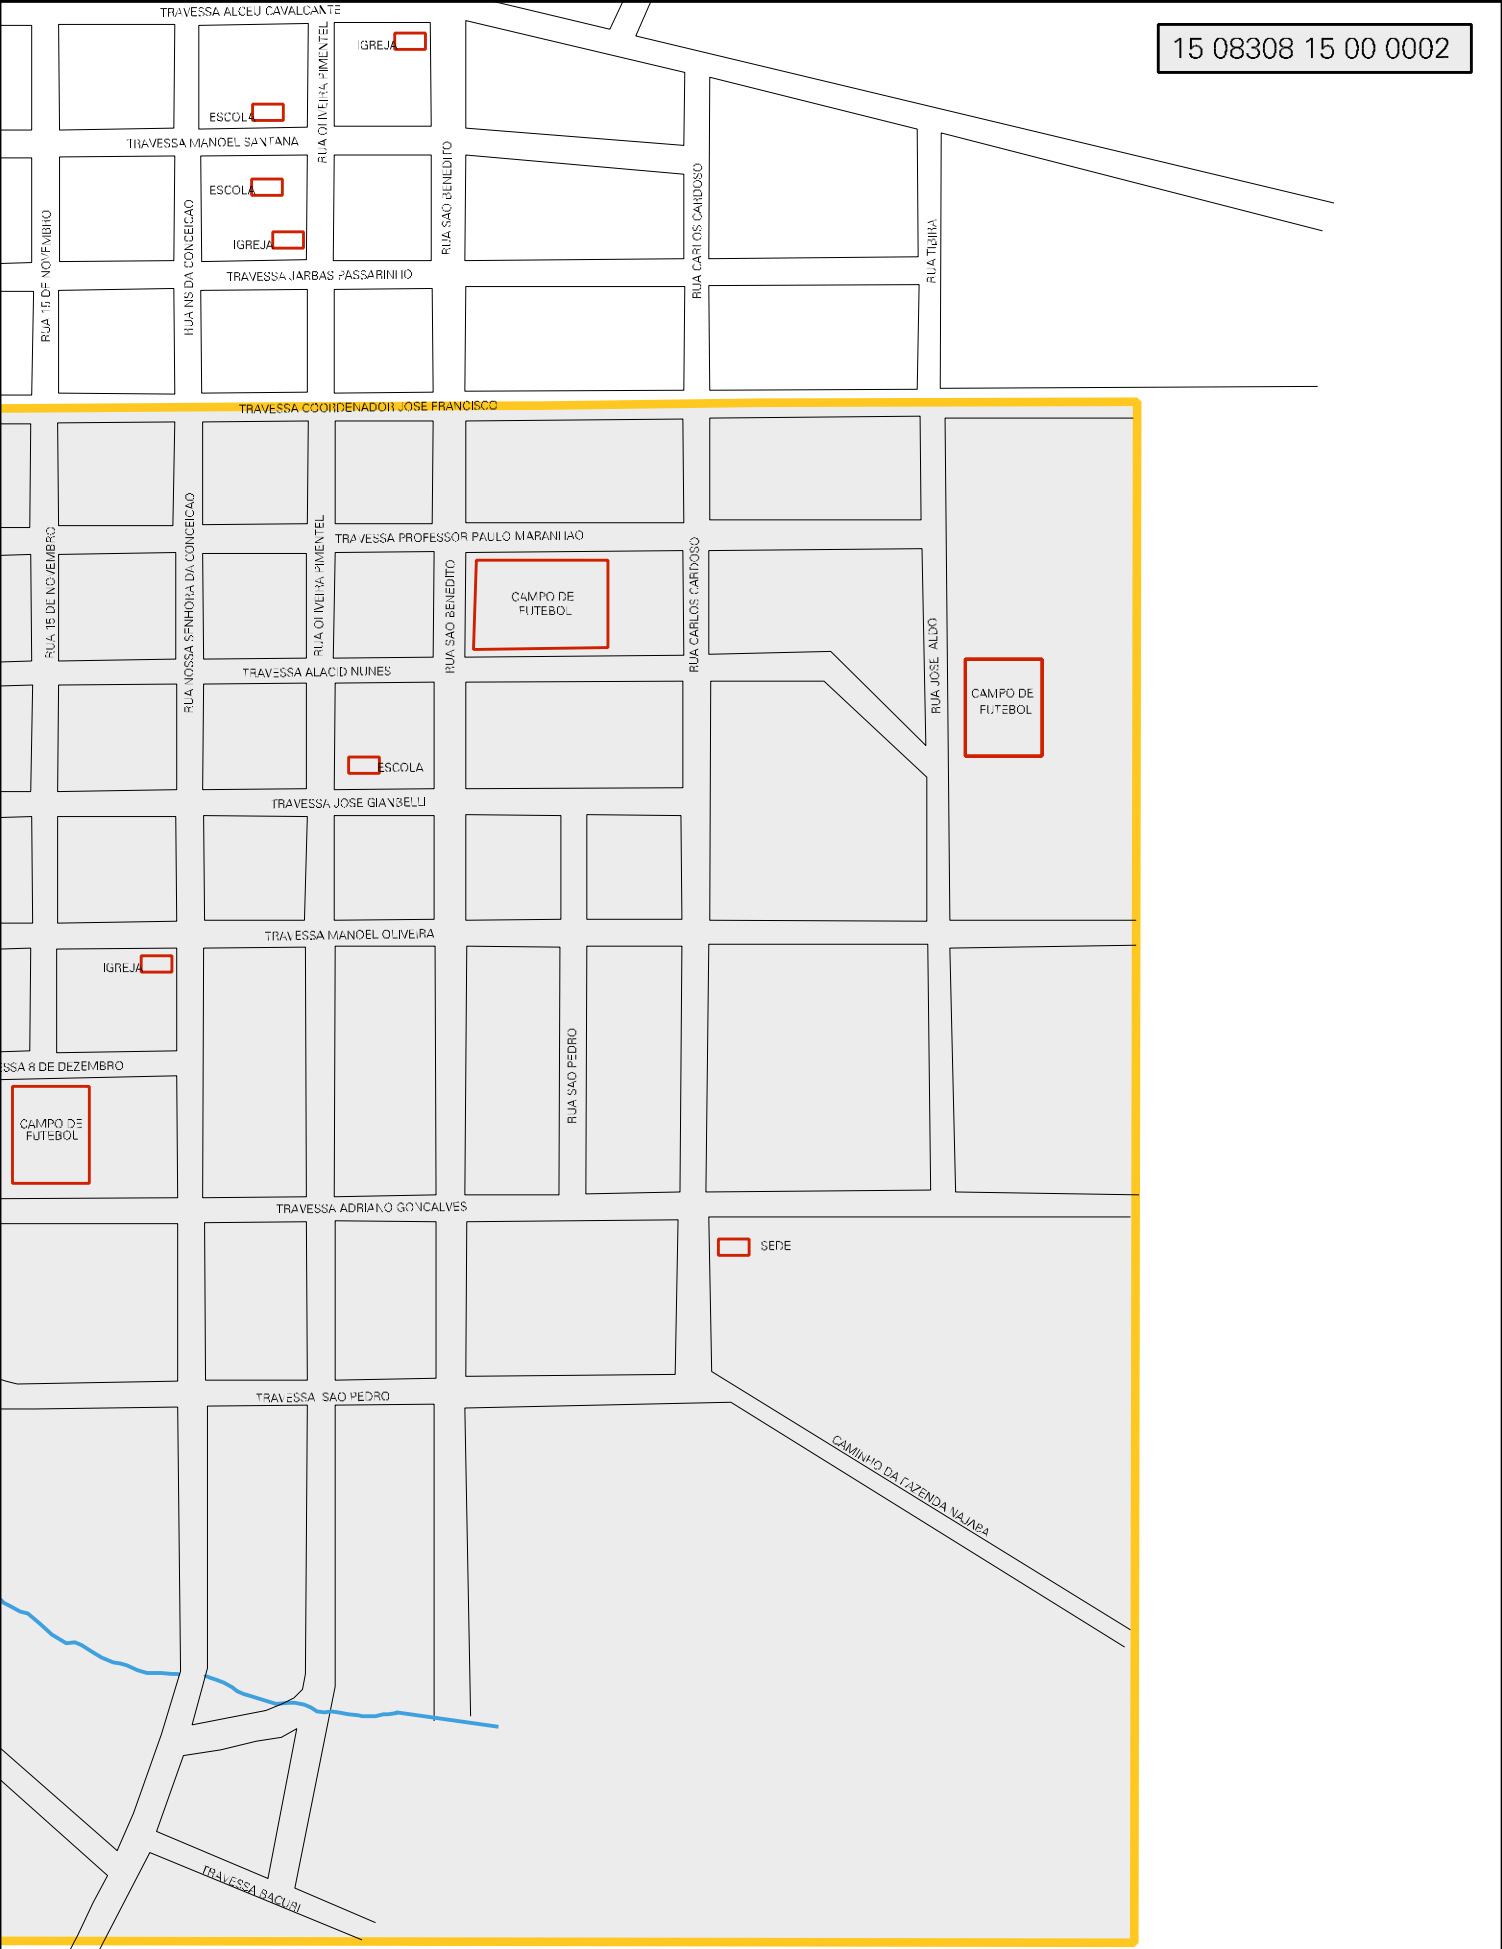 TRAVESSA ALCEU CAVALCANTE
15 08308 15 00 0002
IGREJA
RUA OLIVEIRA PIMENTEL
ESCOLA
TRAVESSA MANOEL SANTANA
RUA SAO BENEDITO
ESCOLA
RUA CARLOS CARDOSO
RUA 15 DE NOVEMBRO
RUA NS DA CONCEICAO
IGREJA
RUA TIBIRA
TRAVESSA JARBAS PASSARINHO
TRAVESSA COORDENADOR JOSE FRANCISCO
RUA 15 DE NOVEMBRO
RUA NOSSA SENHORA DA CONCEICAO
RUA OLIVEIRA PIMENTEL
TRAVESSA PROFESSOR PAULO MARANHAO
RUA SAO BENEDITO
CAMPO DE
FUTEBOL
RUA CARLOS CARDOSO
RUA JOSE ALDO
TRAVESSA ALACID NUNES
CAMPO DE
FUTEBOL
ESCOLA
TRAVESSA JOSE GIANBELLI
TRAVESSA MANOEL OLIVEIRA
IGREJA
RUA SAO PEDRO
ESSA 8 DE DEZEMBRO
CAMPO DE
FUTEBOL
TRAVESSA ADRIANO GONCALVES
SEDE
TRAVESSA SAO PEDRO
CAMINHO DA FAZENDA NAJARA
TRAVESSA BACURI